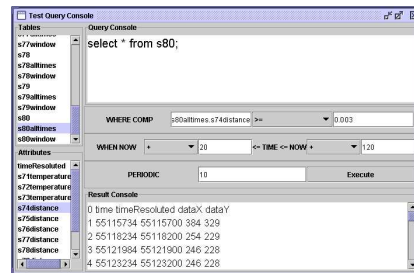 Test Query Console
Tables
s77window
s78
s78alltimes
s78window
s79
s79alltimes
s79window
s80
s80alltimes
s80window
Attributes
timeResoluted
s71temperature
s72temperature
s73temperature
s74distance
s75distance
s76distance
s77distance
s78distance
Query Console
select * from s80;
WHERE COMP s80alltimes.s74distance >= 0.003
WHEN NOW + 20 <= TIME <= NOW + 120
PERIODIC 10 Execute
Result Console
0 time timeResoluted dataX dataY
1 55115734 55115700 384 329
2 55118234 55118200 254 229
3 55121984 55121900 246 228
4 55123234 55123200 246 228